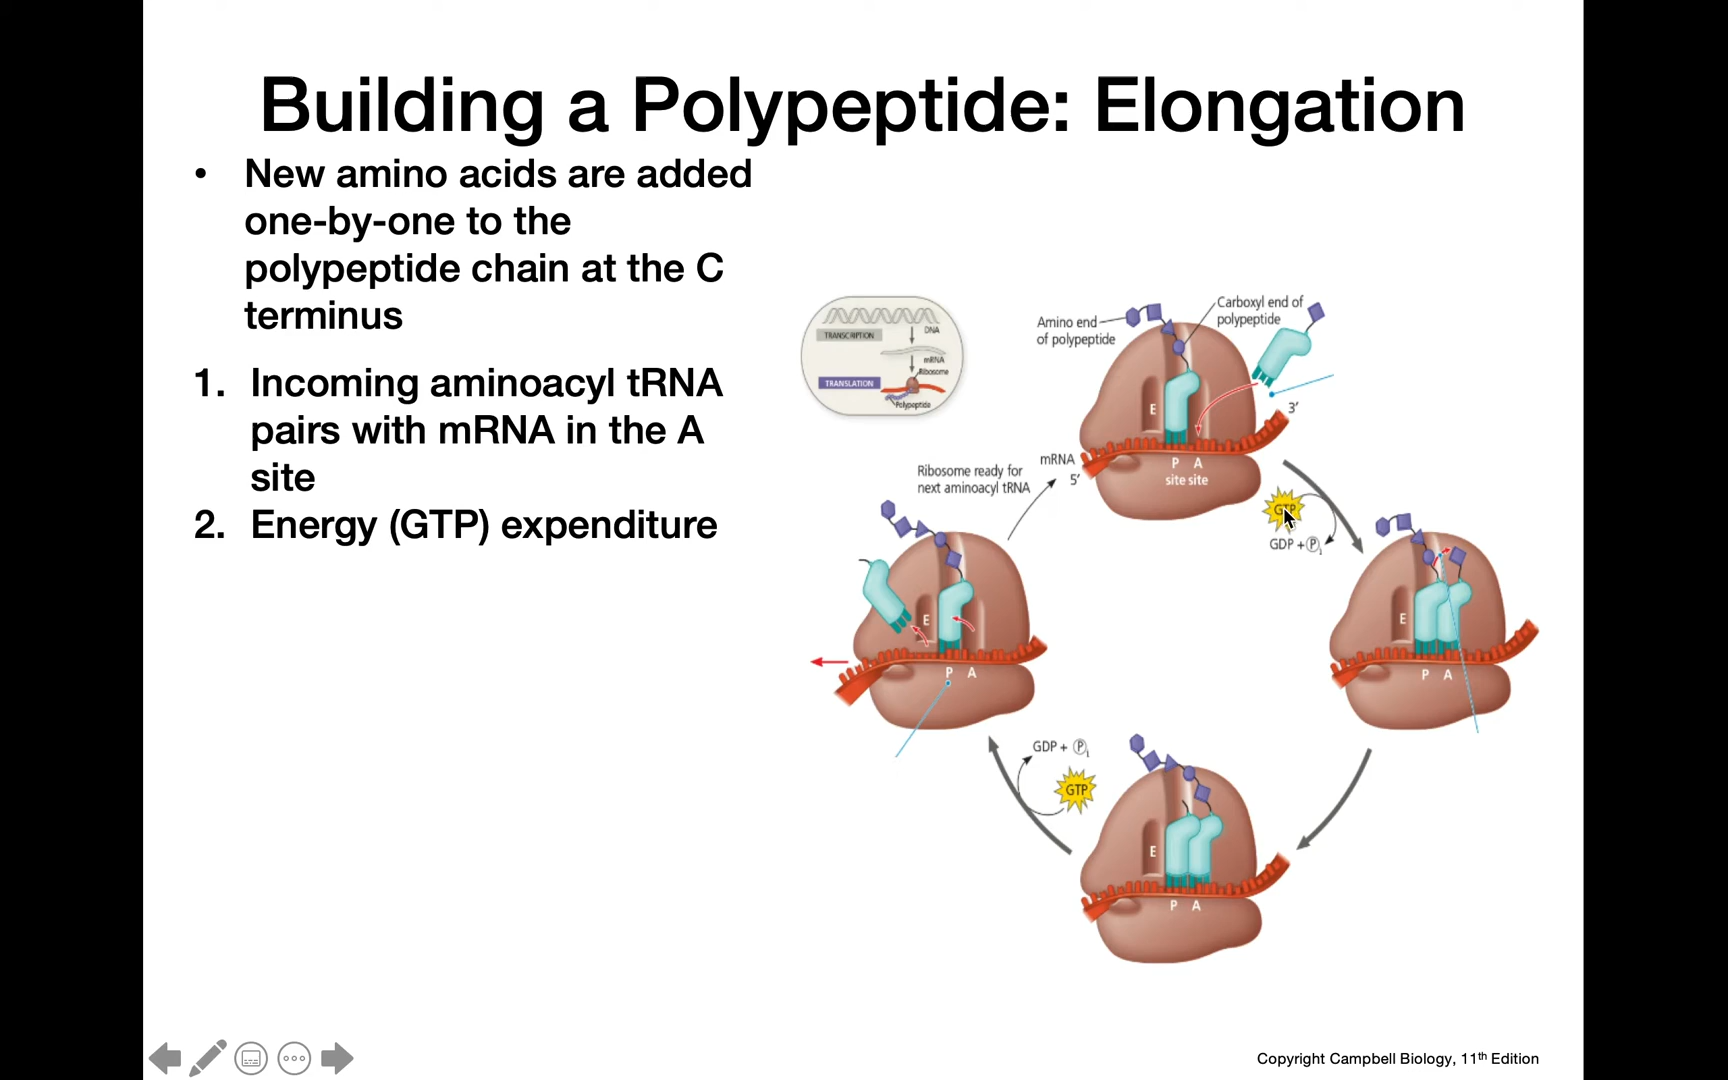 Building a Polypeptide: Elongation
• New amino acids are added
one-by-one to the
polypeptide chain at the C
terminus
1. Incoming aminoacyl tRNA
pairs with mRNA in the A
site
2. Energy (GTP) expenditure
TRANSCRIPTION
DNA
mRNA
Ribosome
TRANSLATION
Polypeptide
Amino end
of polypeptide
Carboxyl end of
polypeptide
E
3′
mRNA
5′
P A
site site
Ribosome ready for
next aminoacyl tRNA
GTP
GDP + Pi
E
P A
E
P A
GDP + Pi
GTP
E
P A
Copyright Campbell Biology, 11th Edition